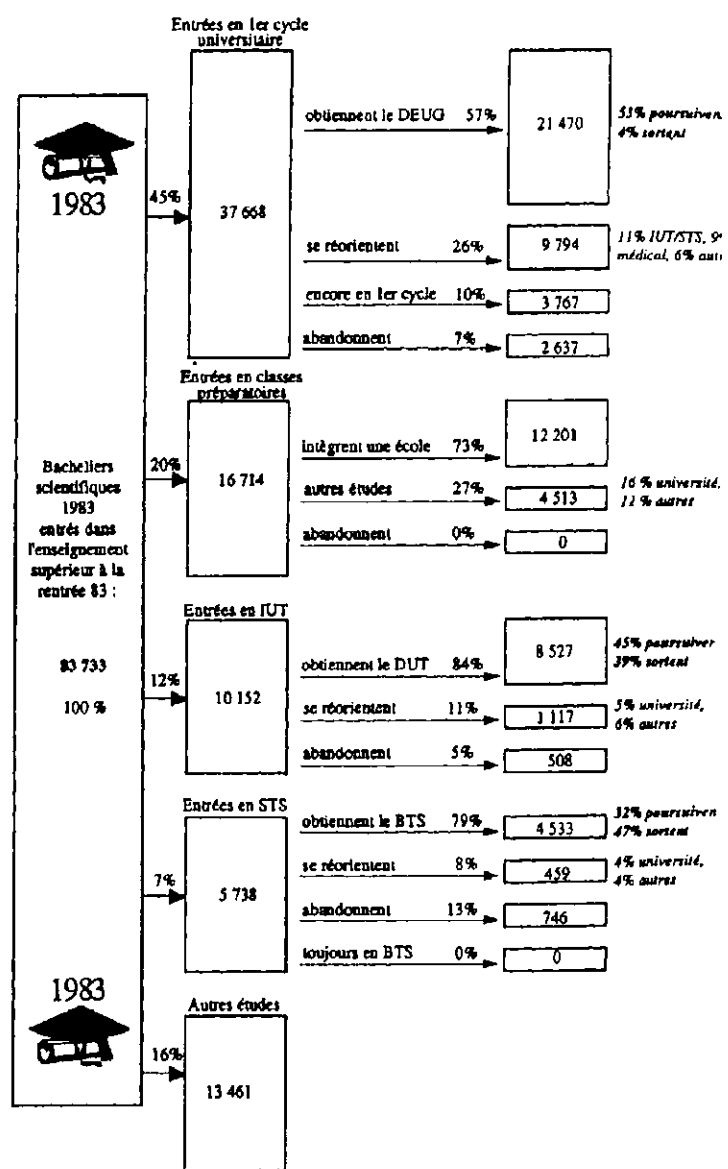 Entrées en 1er cycle
universitaire
37 668
obtiennent le DEUG 57%
21 470
53% poursuiven
4% sortent
1983
45%
se réorientent 26%
9 794
11% IUT/STS, 9%
médical, 6% autr
encore en 1er cycle 10%
3 767
abandonnent 7%
2 637
Entrées en classes
préparatoires
16 714
20%
intègrent une école 73%
12 201
autres études 27%
4 513
16 % université,
11 % autres
abandonnent 0%
0
Bacheliers
scientifiques
1983
entrés dans
l'enseignement
supérieur à la
rentrée 83 :
83 733
100 %
Entrées en IUT
12%
10 152
obtiennent le DUT 84%
8 527
45% poursuiver
39% sortent
se réorientent 11%
1 117
5% université,
6% autres
abandonnent 5%
508
Entrées en STS
7%
5 738
obtiennent le BTS 79%
4 533
32% poursuiven
47% sortent
se réorientent 8%
459
4% université,
4% autres
abandonnent 13%
746
toujours en BTS 0%
0
1983
Autres études
16%
13 461